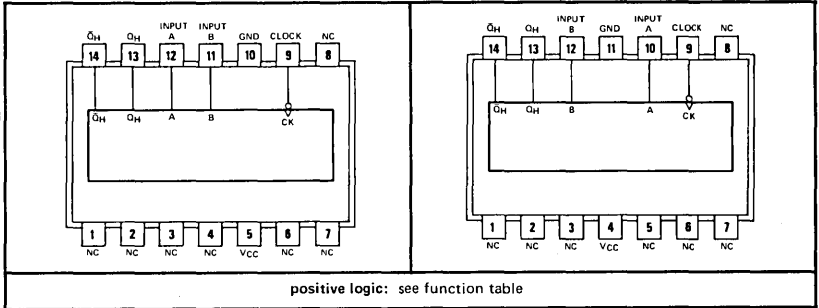 Q̄H QH INPUT A INPUT B GND CLOCK NC
14 13 12 11 10 9 8
Q̄H QH A B CK
1 2 3 4 5 6 7
NC NC NC NC VCC NC NC
Q̄H QH INPUT B GND INPUT A CLOCK NC
14 13 12 11 10 9 8
Q̄H QH B A CK
1 2 3 4 5 6 7
NC NC NC VCC NC NC NC
positive logic: see function table